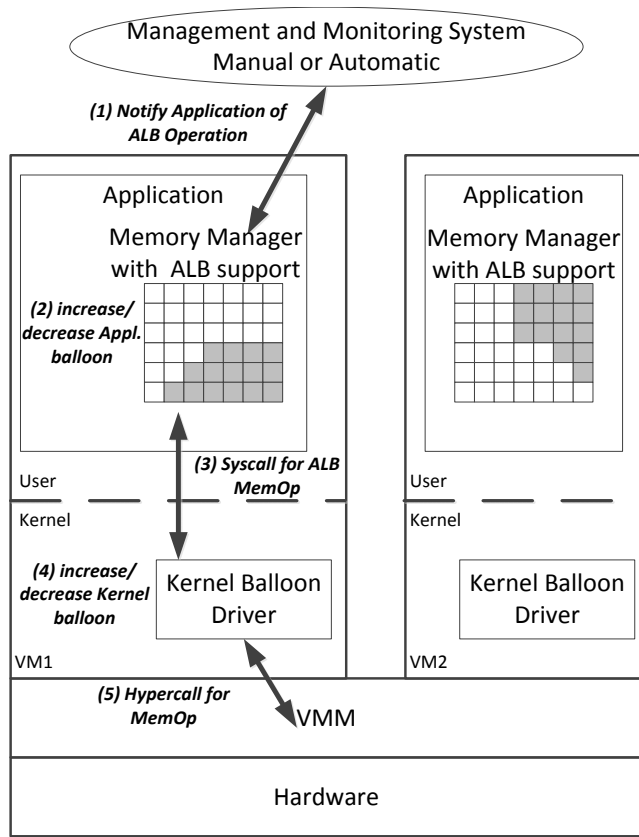 Management and Monitoring System
Manual or Automatic
(1) Notify Application of
ALB Operation
Application
Memory Manager
with ALB support
(2) increase/
decrease Appl.
balloon
(3) Syscall for ALB
MemOp
User
Kernel
(4) increase/
decrease Kernel
balloon
Kernel Balloon
Driver
VM1
Application
Memory Manager
with ALB support
User
Kernel
Kernel Balloon
Driver
VM2
(5) Hypercall for
MemOp
VMM
Hardware